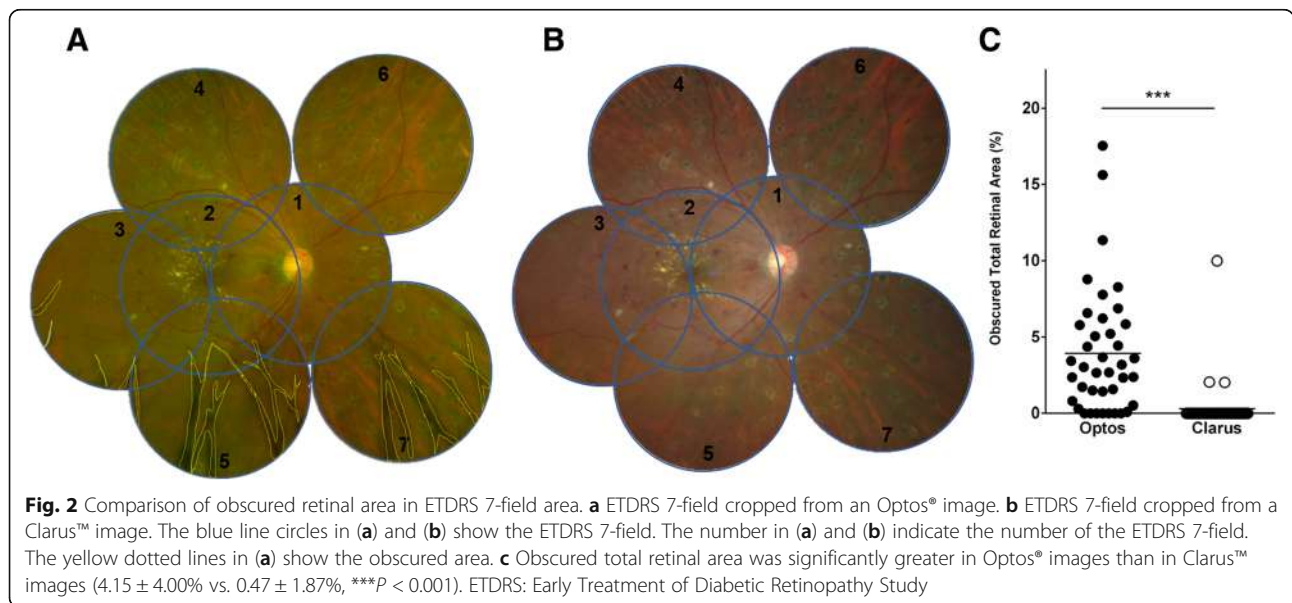 A
B
C
4
6
1
2
3
5
7
4
6
1
2
3
5
7
Obscured Total Retinal Area (%)
20
15
10
5
0
***
Optos
Clarus
Fig. 2 Comparison of obscured retinal area in ETDRS 7-field area. a ETDRS 7-field cropped from an Optos® image. b ETDRS 7-field cropped from a
Clarus™ image. The blue line circles in (a) and (b) show the ETDRS 7-field. The number in (a) and (b) indicate the number of the ETDRS 7-field.
The yellow dotted lines in (a) show the obscured area. c Obscured total retinal area was significantly greater in Optos® images than in Clarus™
images (4.15 ± 4.00% vs. 0.47 ± 1.87%, ***P < 0.001). ETDRS: Early Treatment of Diabetic Retinopathy Study